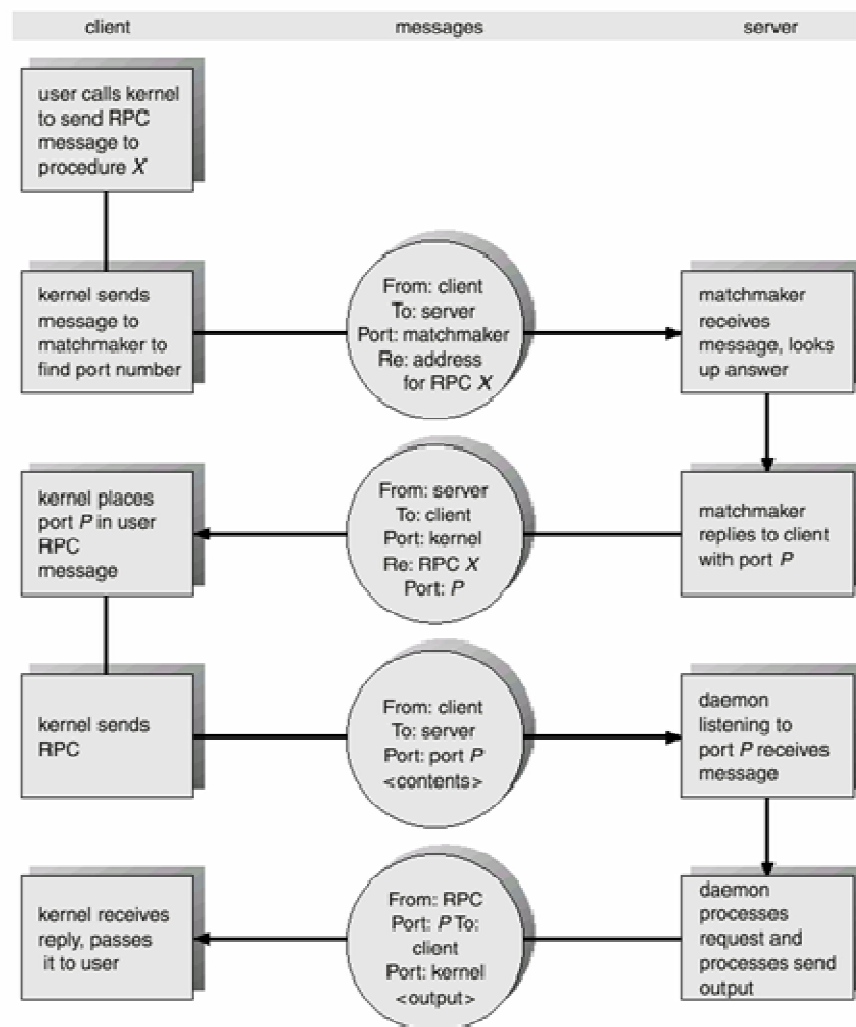 client
messages
server
user calls kernel
to send RPC
message to
procedure X
kernel sends
message to
matchmaker to
find port number
From: client
To: server
Port: matchmaker
Re: address
for RPC X
matchmaker
receives
message, looks
up answer
kernel places
port P in user
RPC
message
From: server
To: client
Port: kernel
Re: RPC X
Port: P
matchmaker
replies to client
with port P
kernel sends
RPC
From: client
To: server
Port: port P
<contents>
daemon
listening to
port P receives
message
kernel receives
reply, passes
it to user
From: RPC
Port: P To:
client
Port: kernel
<output>
daemon
processes
request and
processes send
output